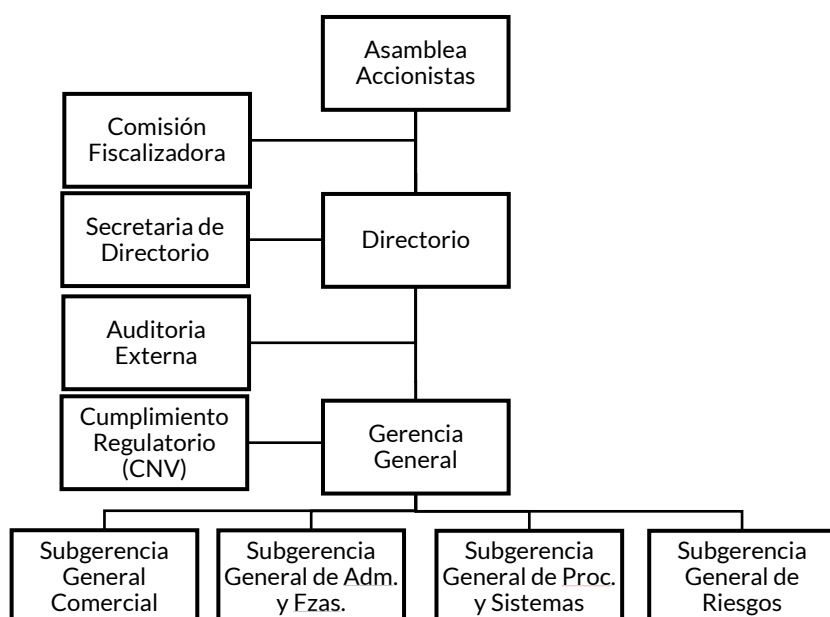 Asamblea
Accionistas
Comisión
Fiscalizadora
Secretaria de
Directorio
Directorio
Auditoria
Externa
Cumplimiento
Regulatorio
(CNV)
Gerencia
General
Subgerencia
General
Comercial
Subgerencia
General de Adm.
y Fzas.
Subgerencia
General de Proc.
y Sistemas
Subgerencia
General de
Riesgos